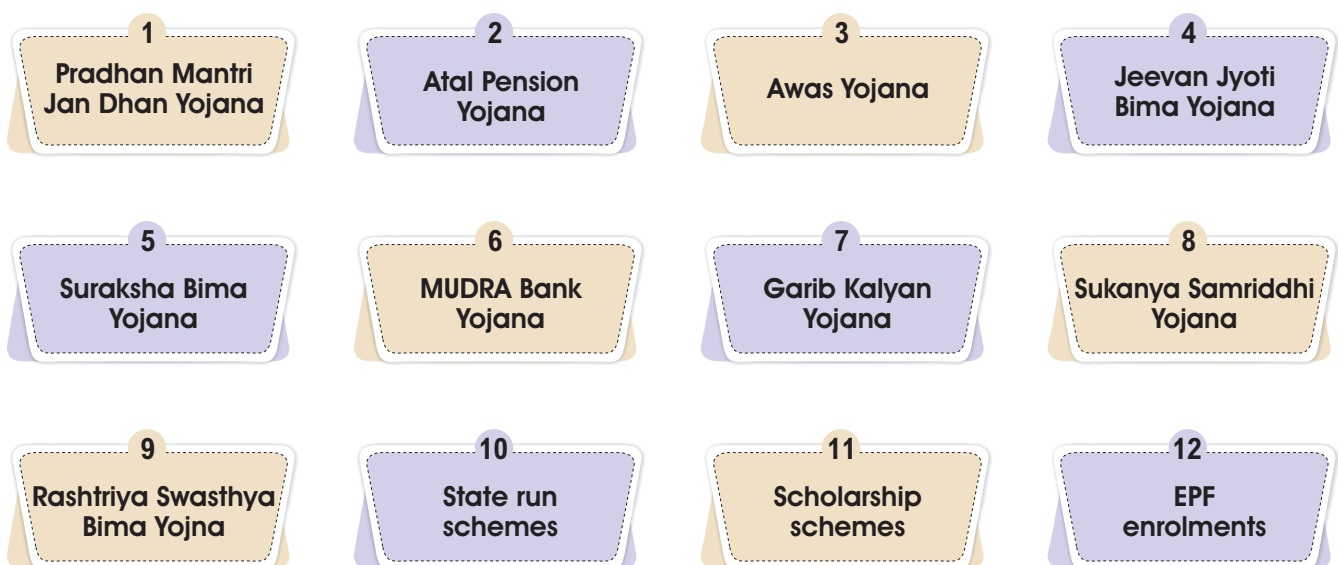 1
Pradhan Mantri
Jan Dhan Yojana
2
Atal Pension
Yojana
3
Awas Yojana
4
Jeevan Jyoti
Bima Yojana
5
Suraksha Bima
Yojana
6
MUDRA Bank
Yojana
7
Garib Kalyan
Yojana
8
Sukanya Samriddhi
Yojana
9
Rashtriya Swasthya
Bima Yojna
10
State run
schemes
11
Scholarship
schemes
12
EPF
enrolments